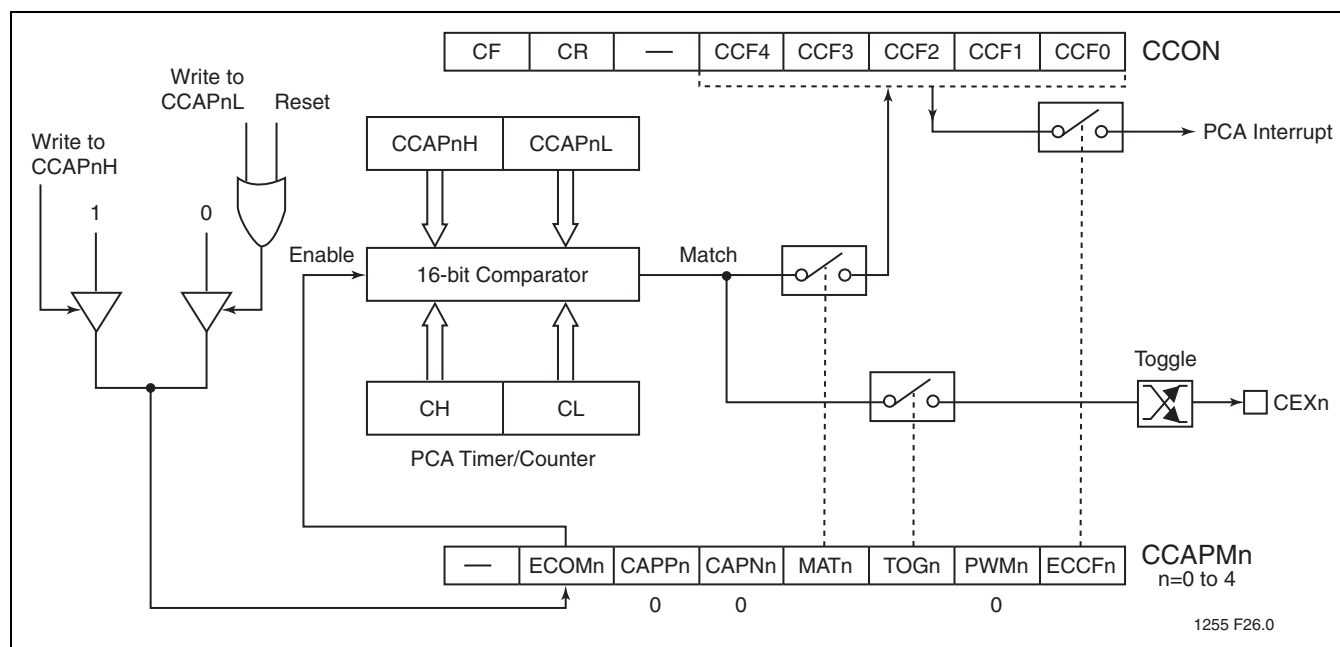 CF CR — CCF4 CCF3 CCF2 CCF1 CCF0 CCON
Write to
CCAPnL
Reset
Write to
CCAPnH
1
0
CCAPnH CCAPnL
PCA Interrupt
Enable
16-bit Comparator
Match
CH CL
PCA Timer/Counter
Toggle
CEXn
— ECOMn CAPPn CAPNn MATn TOGn PWMn ECCFn CCAPMn
n=0 to 4
0 0 0
1255 F26.0